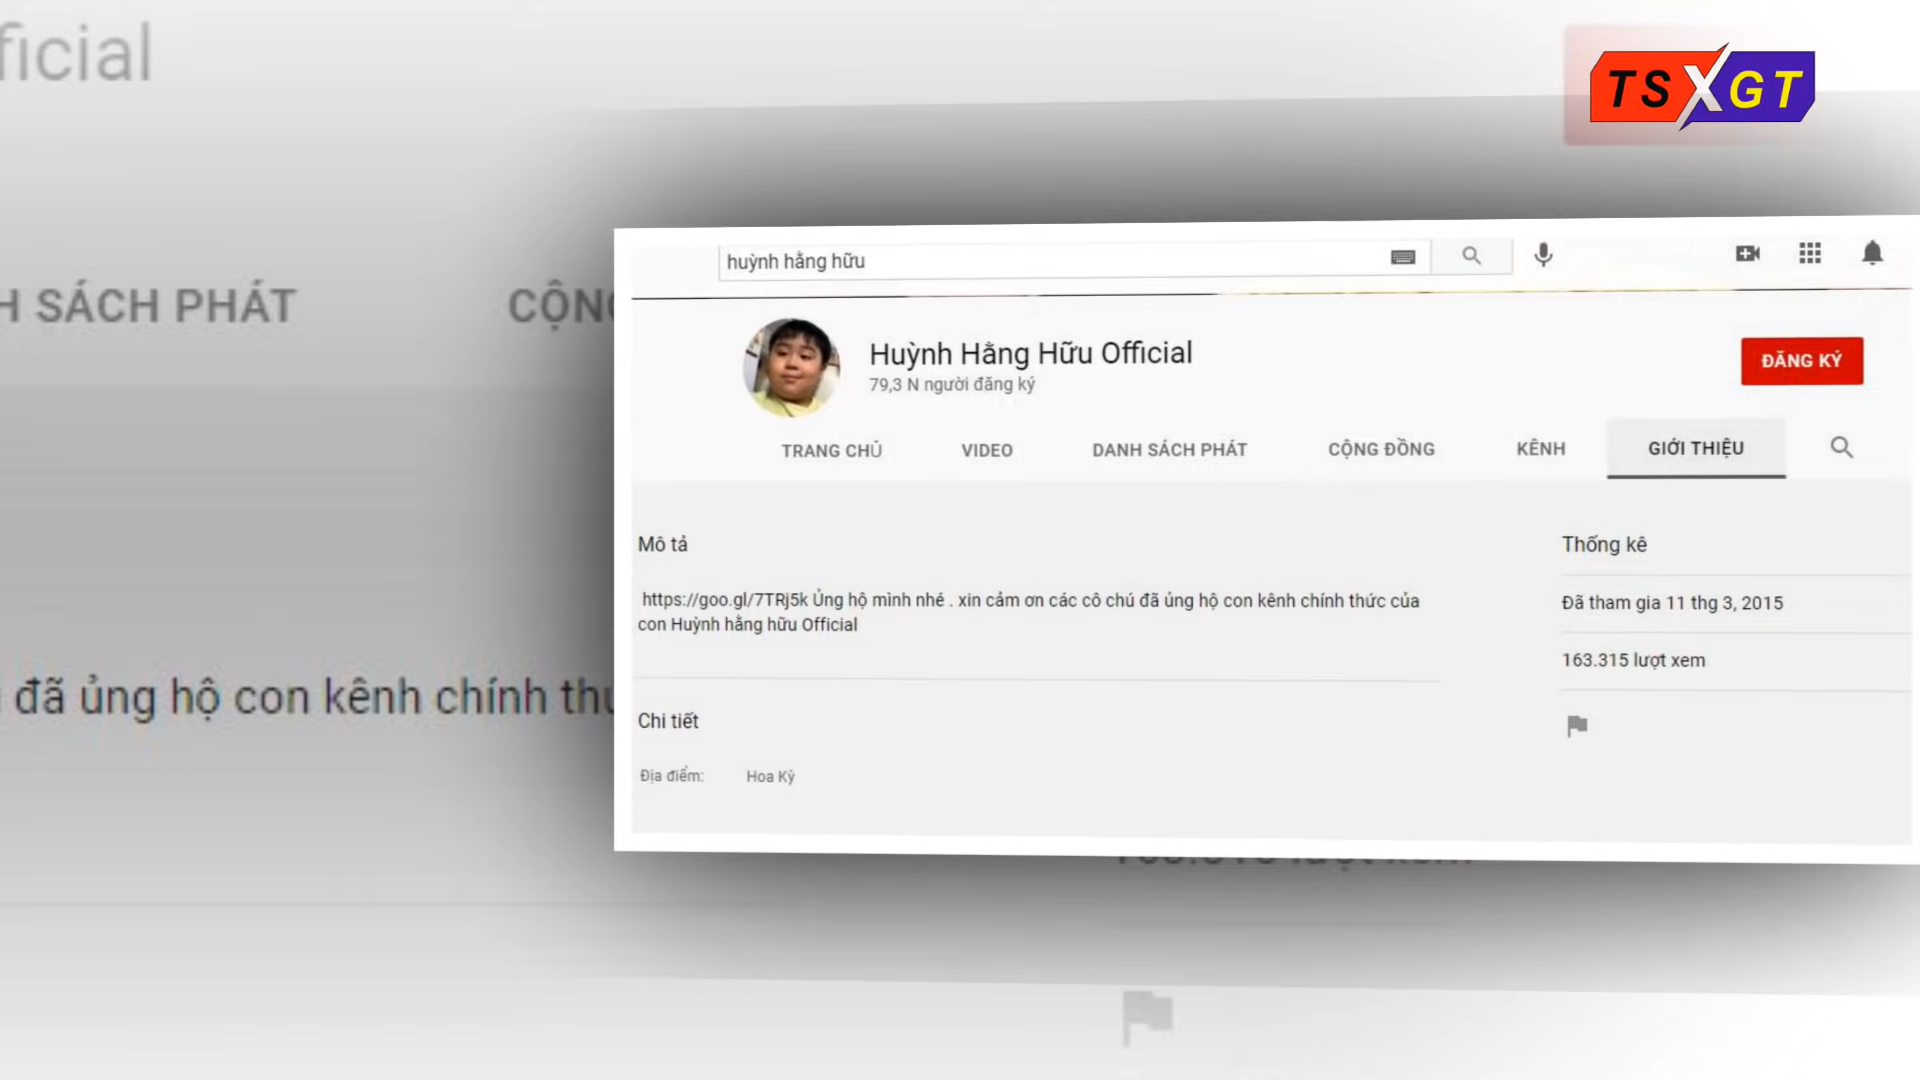 ficial
TSXGT
huỳnh hằng hữu
Huỳnh Hằng Hữu Official
79,3 N người đăng ký
ĐĂNG KÝ
H SÁCH PHÁT
CỘNG
TRANG CHỦ
VIDEO
DANH SÁCH PHÁT
CỘNG ĐỒNG
KÊNH
GIỚI THIỆU
Mô tả
https://goo.gl/7TRj5k Ủng hộ mình nhé . xin cảm ơn các cô chú đã ủng hộ con kênh chính thức của
con Huỳnh hằng hữu Official
Thống kê
Đã tham gia 11 thg 3, 2015
163.315 lượt xem
đã ủng hộ con kênh chính thư
Chi tiết
Địa điểm:
Hoa Kỳ